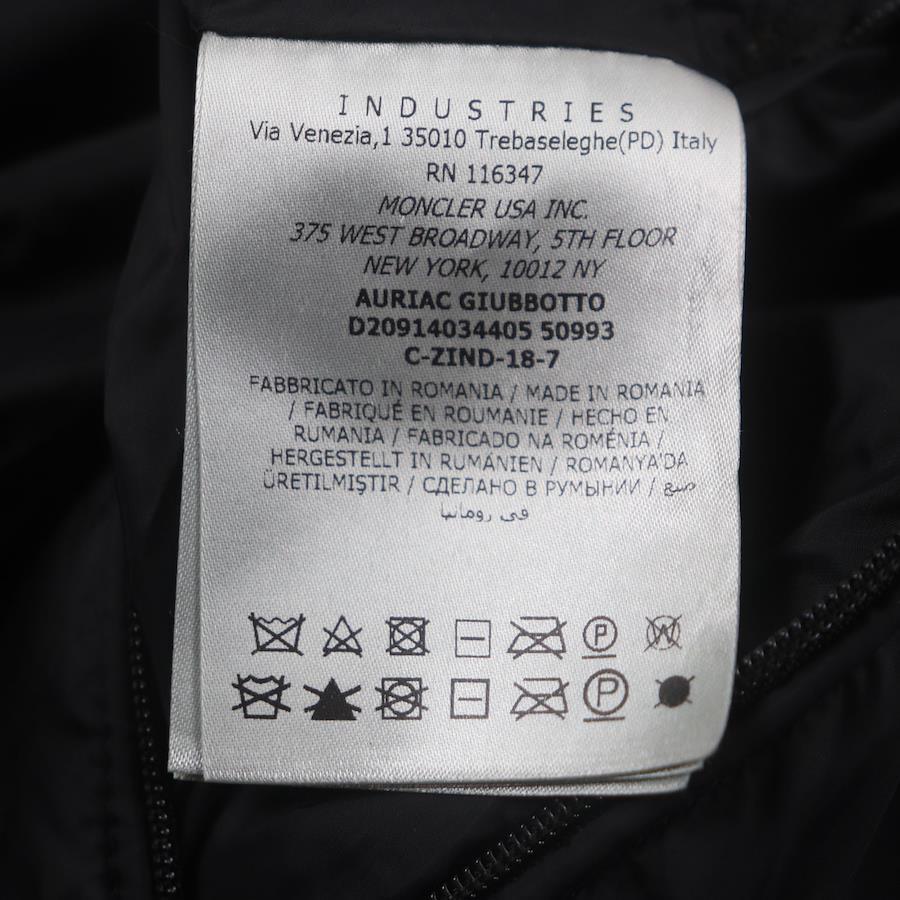 INDUSTRIES
Via Venezia,1 35010 Trebaseleghe(PD) Italy
RN 116347
MONCLER USA INC.
375 WEST BROADWAY, 5TH FLOOR
NEW YORK, 10012 NY
AURIAC GIUBBOTTO
D20914034405 50993
C-ZIND-18-7
FABBRICATO IN ROMANIA / MADE IN ROMANIA
/ FABRIQUÉ EN ROUMANIE / HECHO EN
RUMANIA / FABRICADO NA ROMÉNIA /
HERGESTELLT IN RUMÄNIEN / ROMANYA'DA
ÜRETILMIŞTIR / СДЕЛАНО В РУМЫНИИ / صنع
في رومانيا
P W
P